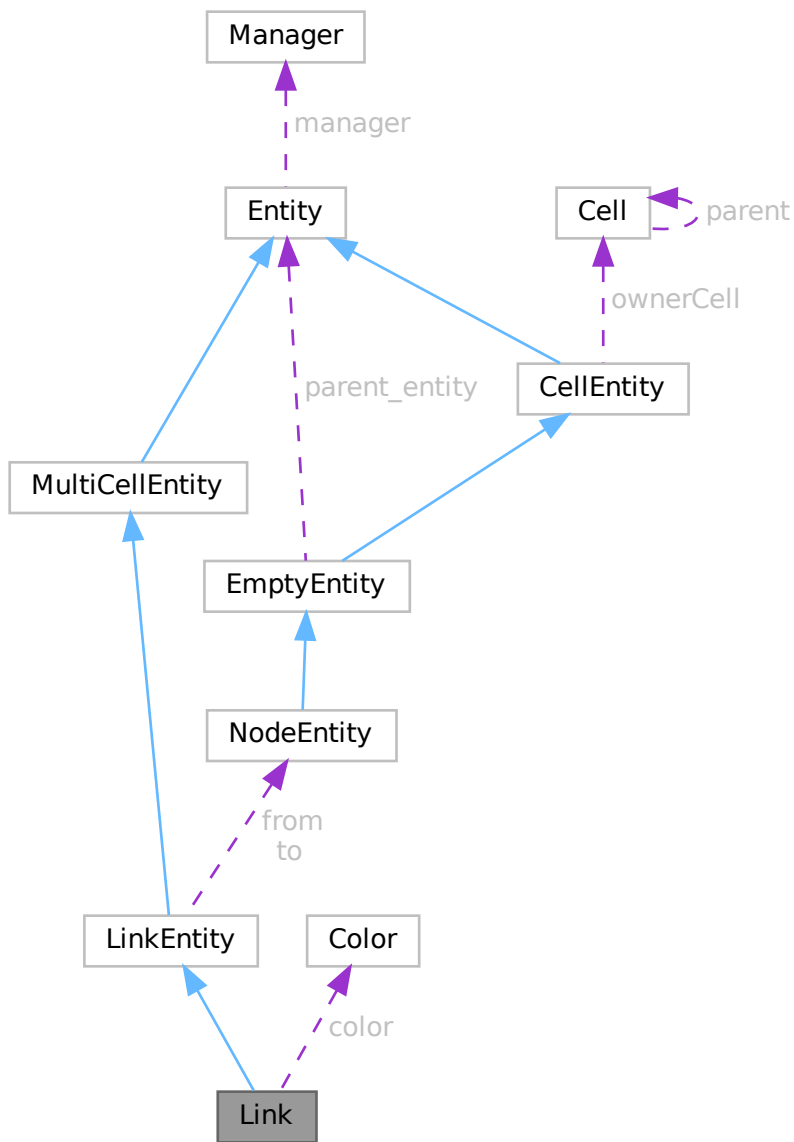 Manager
manager
Entity
Cell
parent
ownerCell
parent_entity
CellEntity
MultiCellEntity
EmptyEntity
NodeEntity
from
to
LinkEntity
Color
color
Link